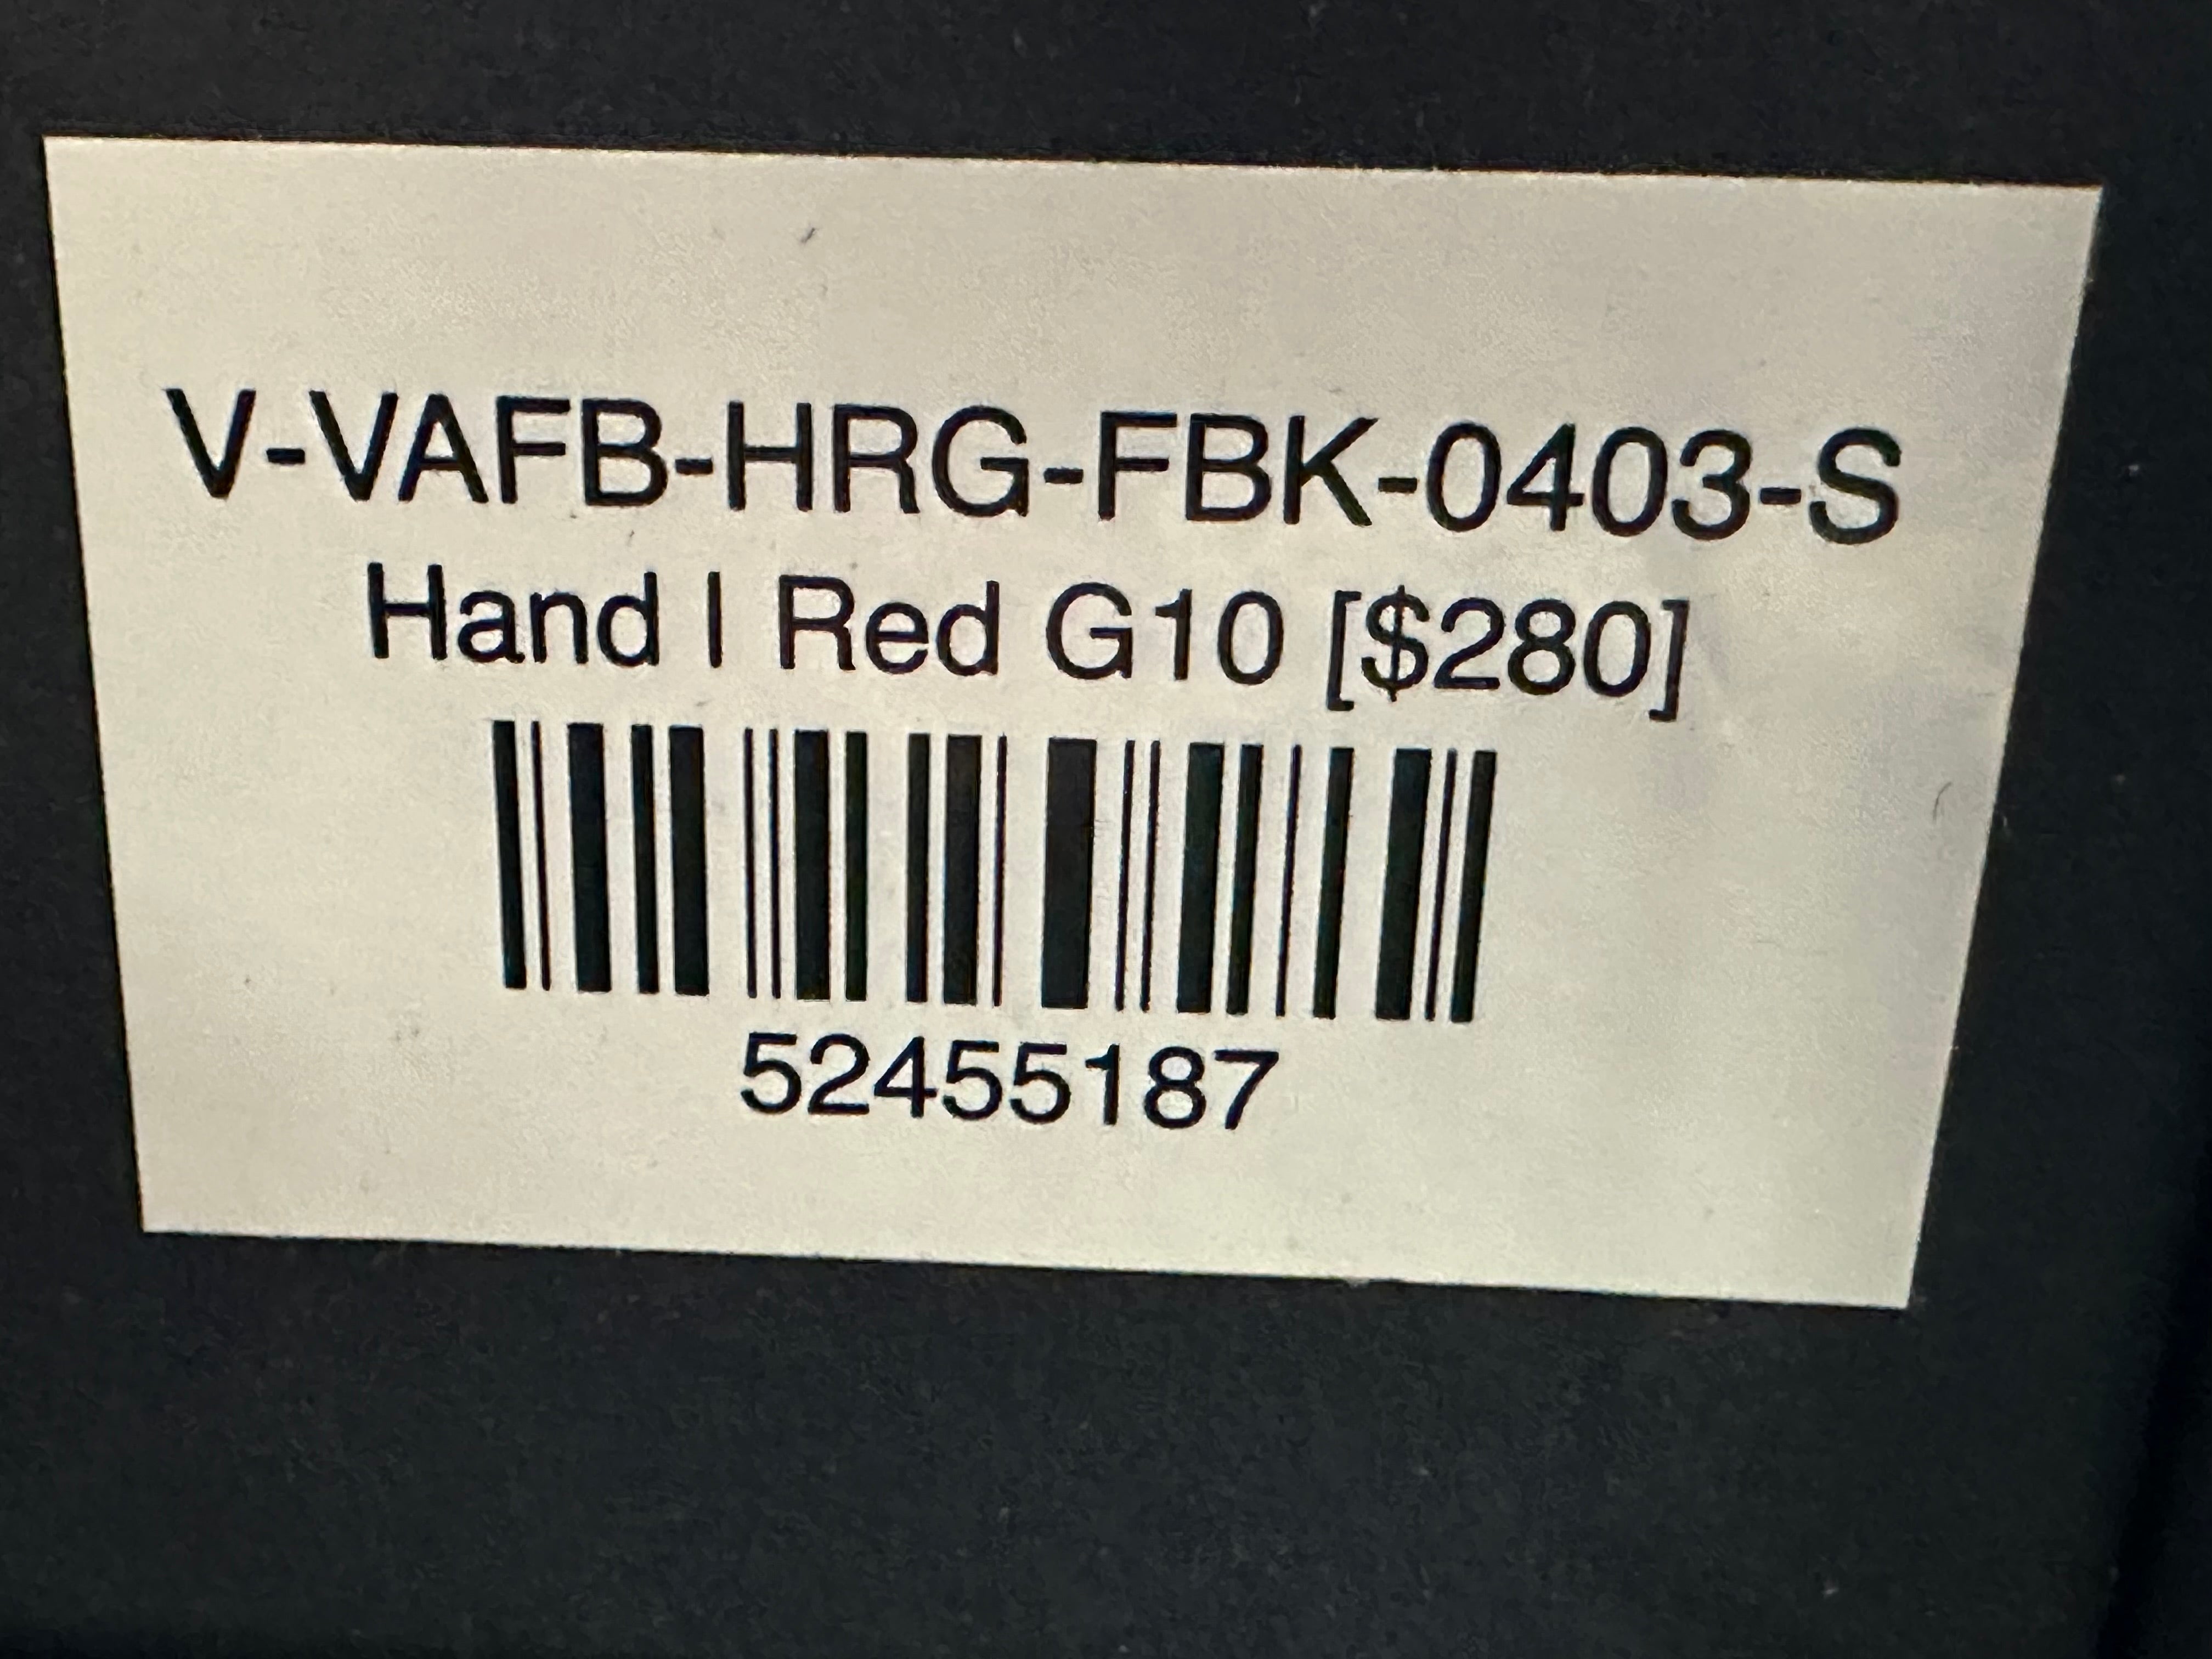 V-VAFB-HRG-FBK-0403-S
Hand | Red G10 [$280]
52455187